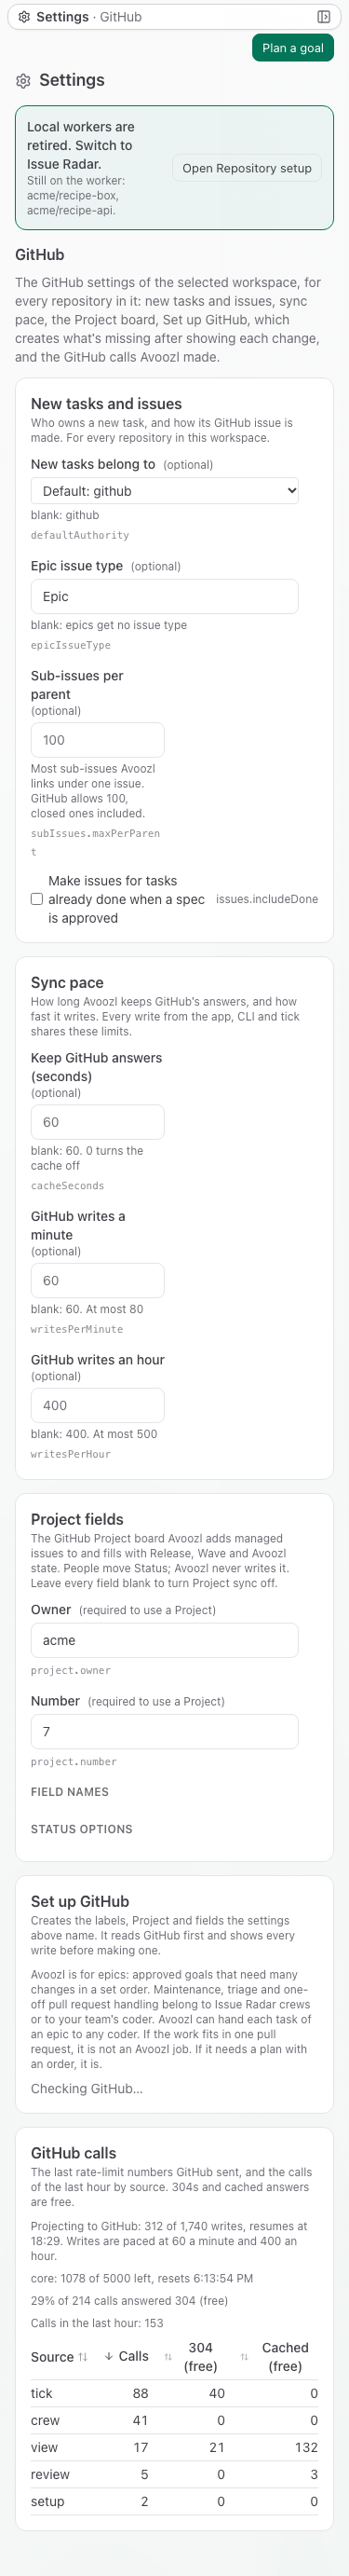 Settings · GitHub
Plan a goal
Settings
Local workers are
retired. Switch to
Issue Radar.
Still on the worker:
acme/recipe-box,
acme/recipe-api.
Open Repository setup
GitHub
The GitHub settings of the selected workspace, for
every repository in it: new tasks and issues, sync
pace, the Project board, Set up GitHub, which
creates what's missing after showing each change,
and the GitHub calls Avoozl made.
New tasks and issues
Who owns a new task, and how its GitHub issue is
made. For every repository in this workspace.
New tasks belong to (optional)
Default: github
blank: github
defaultAuthority
Epic issue type (optional)
Epic
blank: epics get no issue type
epicIssueType
Sub-issues per
parent
(optional)
100
Most sub-issues Avoozl
links under one issue.
GitHub allows 100,
closed ones included.
subIssues.maxPerParen
t
Make issues for tasks
already done when a spec
is approved
issues.includeDone
Sync pace
How long Avoozl keeps GitHub's answers, and how
fast it writes. Every write from the app, CLI and tick
shares these limits.
Keep GitHub answers
(seconds)
(optional)
60
blank: 60. 0 turns the
cache off
cacheSeconds
GitHub writes a
minute
(optional)
60
blank: 60. At most 80
writesPerMinute
GitHub writes an hour
(optional)
400
blank: 400. At most 500
writesPerHour
Project fields
The GitHub Project board Avoozl adds managed
issues to and fills with Release, Wave and Avoozl
state. People move Status; Avoozl never writes it.
Leave every field blank to turn Project sync off.
Owner (required to use a Project)
acme
project.owner
Number (required to use a Project)
7
project.number
FIELD NAMES
STATUS OPTIONS
Set up GitHub
Creates the labels, Project and fields the settings
above name. It reads GitHub first and shows every
write before making one.
Avoozl is for epics: approved goals that need many
changes in a set order. Maintenance, triage and one-
off pull request handling belong to Issue Radar crews
or to your team's coder. Avoozl can hand each task of
an epic to any coder. If the work fits in one pull
request, it is not an Avoozl job. If it needs a plan with
an order, it is.
Checking GitHub...
GitHub calls
The last rate-limit numbers GitHub sent, and the calls
of the last hour by source. 304s and cached answers
are free.
Projecting to GitHub: 312 of 1,740 writes, resumes at
18:29. Writes are paced at 60 a minute and 400 an
hour.
core: 1078 of 5000 left, resets 6:13:54 PM
29% of 214 calls answered 304 (free)
Calls in the last hour: 153
Source ↑↓ ↓ Calls ↑↓ 304 (free) ↑↓ Cached (free)
tick 88 40 0
crew 41 0 0
view 17 21 132
review 5 0 3
setup 2 0 0